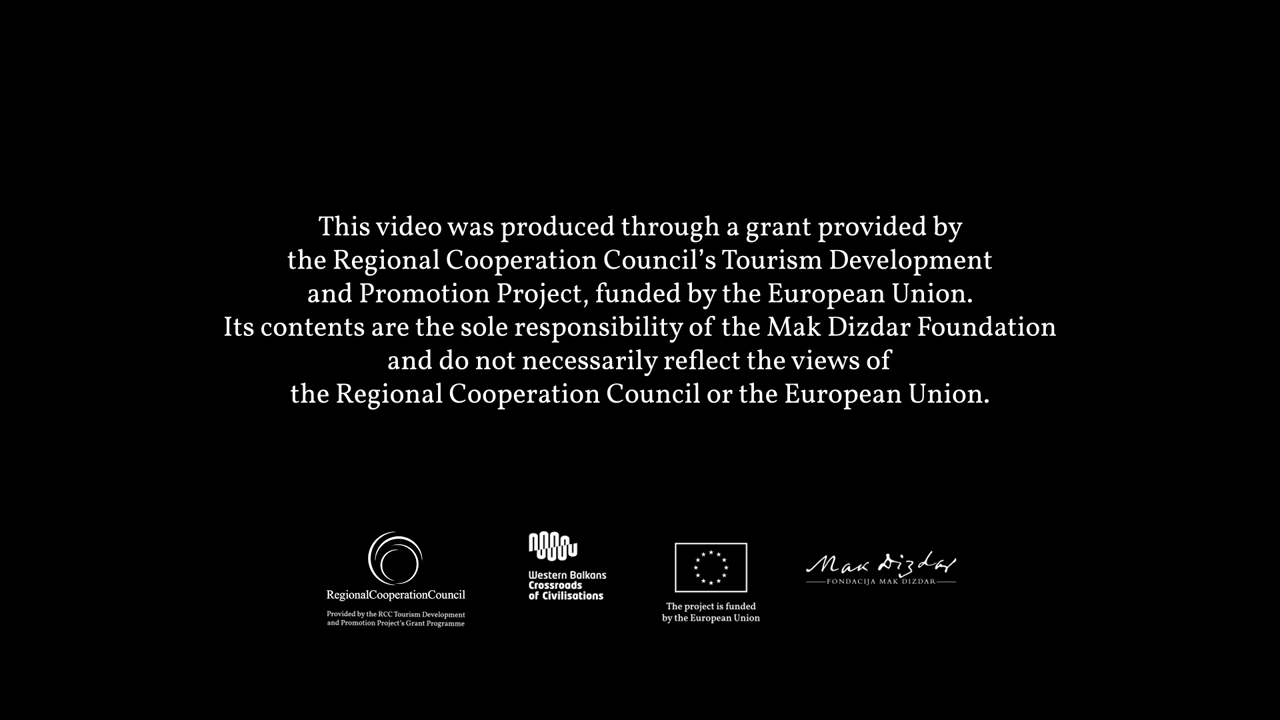 This video was produced through a grant provided by
the Regional Cooperation Council’s Tourism Development
and Promotion Project, funded by the European Union.
Its contents are the sole responsibility of the Mak Dizdar Foundation
and do not necessarily reflect the views of
the Regional Cooperation Council or the European Union.
RegionalCooperationCouncil
Provided by the RCC Tourism Development
and Promotion Project's Grant Programme
Western Balkans
Crossroads
of Civilisations
The project is funded
by the European Union
Mak Dizdar
FONDACIJA MAK DIZDAR